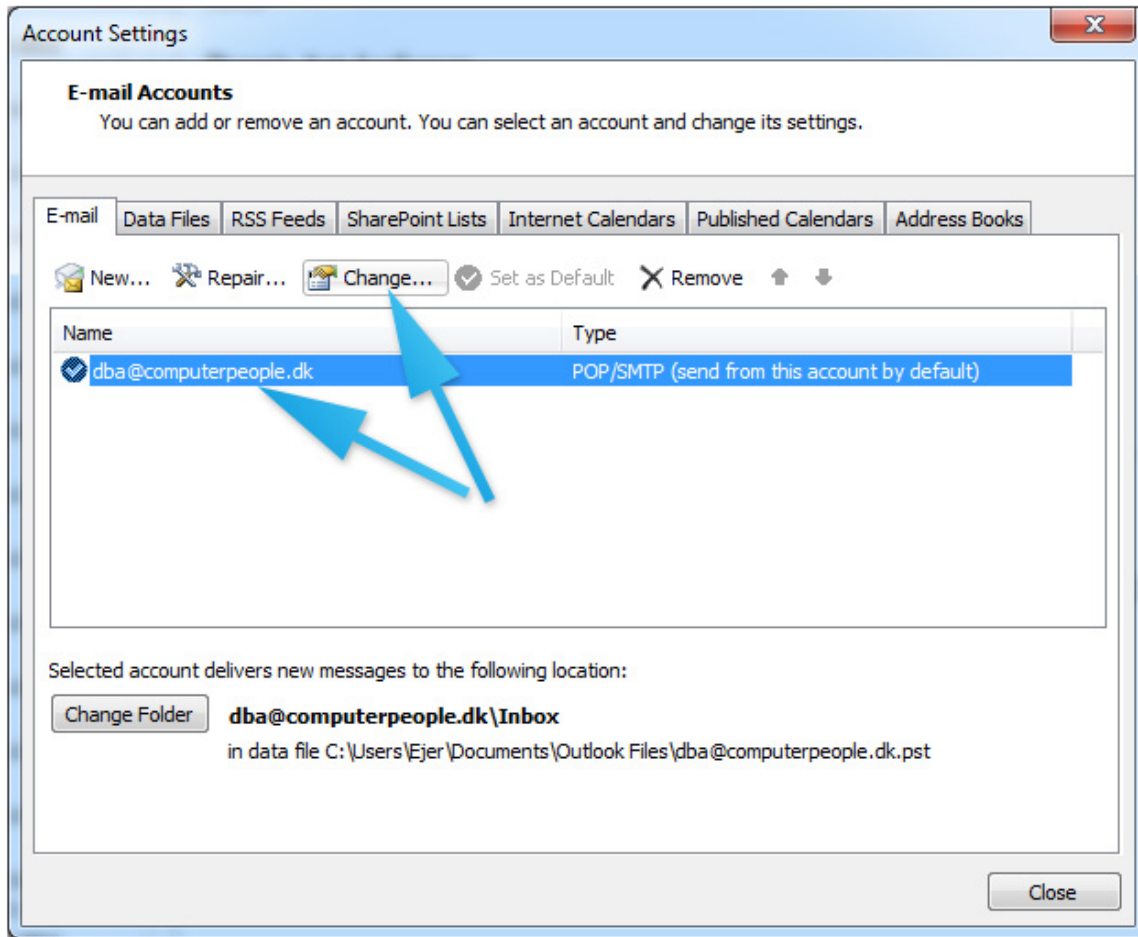 Account Settings
E-mail Accounts
You can add or remove an account. You can select an account and change its settings.
E-mail Data Files RSS Feeds SharePoint Lists Internet Calendars Published Calendars Address Books
New... Repair... Change... Set as Default Remove
Name Type
dba@computerpeople.dk POP/SMTP (send from this account by default)
Selected account delivers new messages to the following location:
Change Folder dba@computerpeople.dk\Inbox
in data file C:\Users\Ejer\Documents\Outlook Files\dba@computerpeople.dk.pst
Close